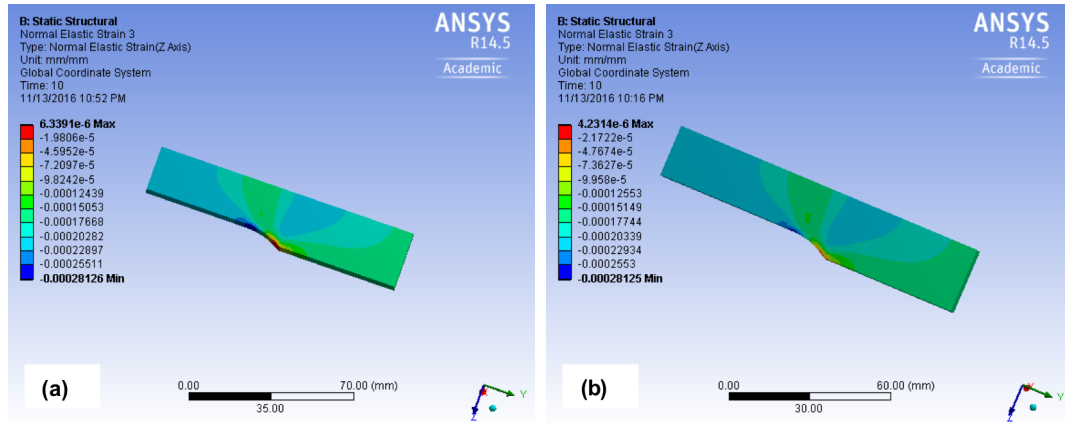 B: Static Structural
Normal Elastic Strain 3
Type: Normal Elastic Strain(Z Axis)
Unit: mm/mm
Global Coordinate System
Time: 10
11/13/2016 10:52 PM
ANSYS
R14.5
Academic
6.3391e-6 Max
-1.9806e-5
-4.5952e-5
-7.2097e-5
-9.8242e-5
-0.00012439
-0.00015053
-0.00017668
-0.00020282
-0.00022897
-0.00025511
-0.00028126 Min
(a)
0.00
70.00 (mm)
35.00
X
Y
Z
B: Static Structural
Normal Elastic Strain 3
Type: Normal Elastic Strain(Z Axis)
Unit: mm/mm
Global Coordinate System
Time: 10
11/13/2016 10:16 PM
ANSYS
R14.5
Academic
4.2314e-6 Max
-2.1722e-5
-4.7674e-5
-7.3627e-5
-9.958e-5
-0.00012553
-0.00015149
-0.00017744
-0.00020339
-0.00022934
-0.0002553
-0.00028125 Min
(b)
0.00
60.00 (mm)
30.00
X
Y
Z